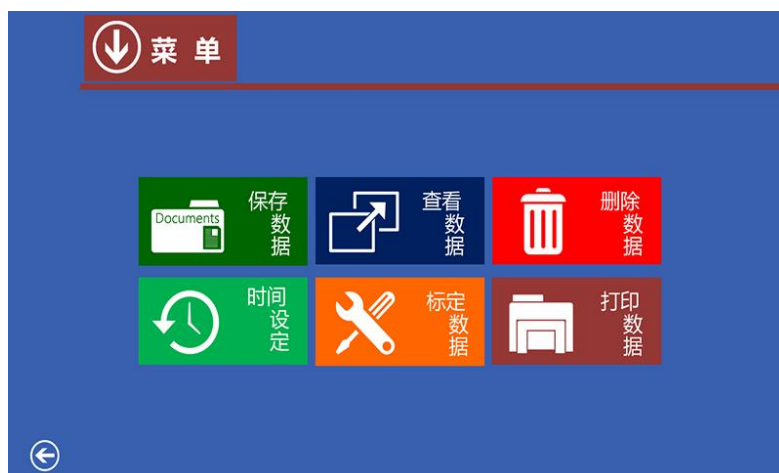 菜单
Documents
保存
数
据
查看
数
据
删除
数
据
时间
设
定
标定
数
据
打印
数
据